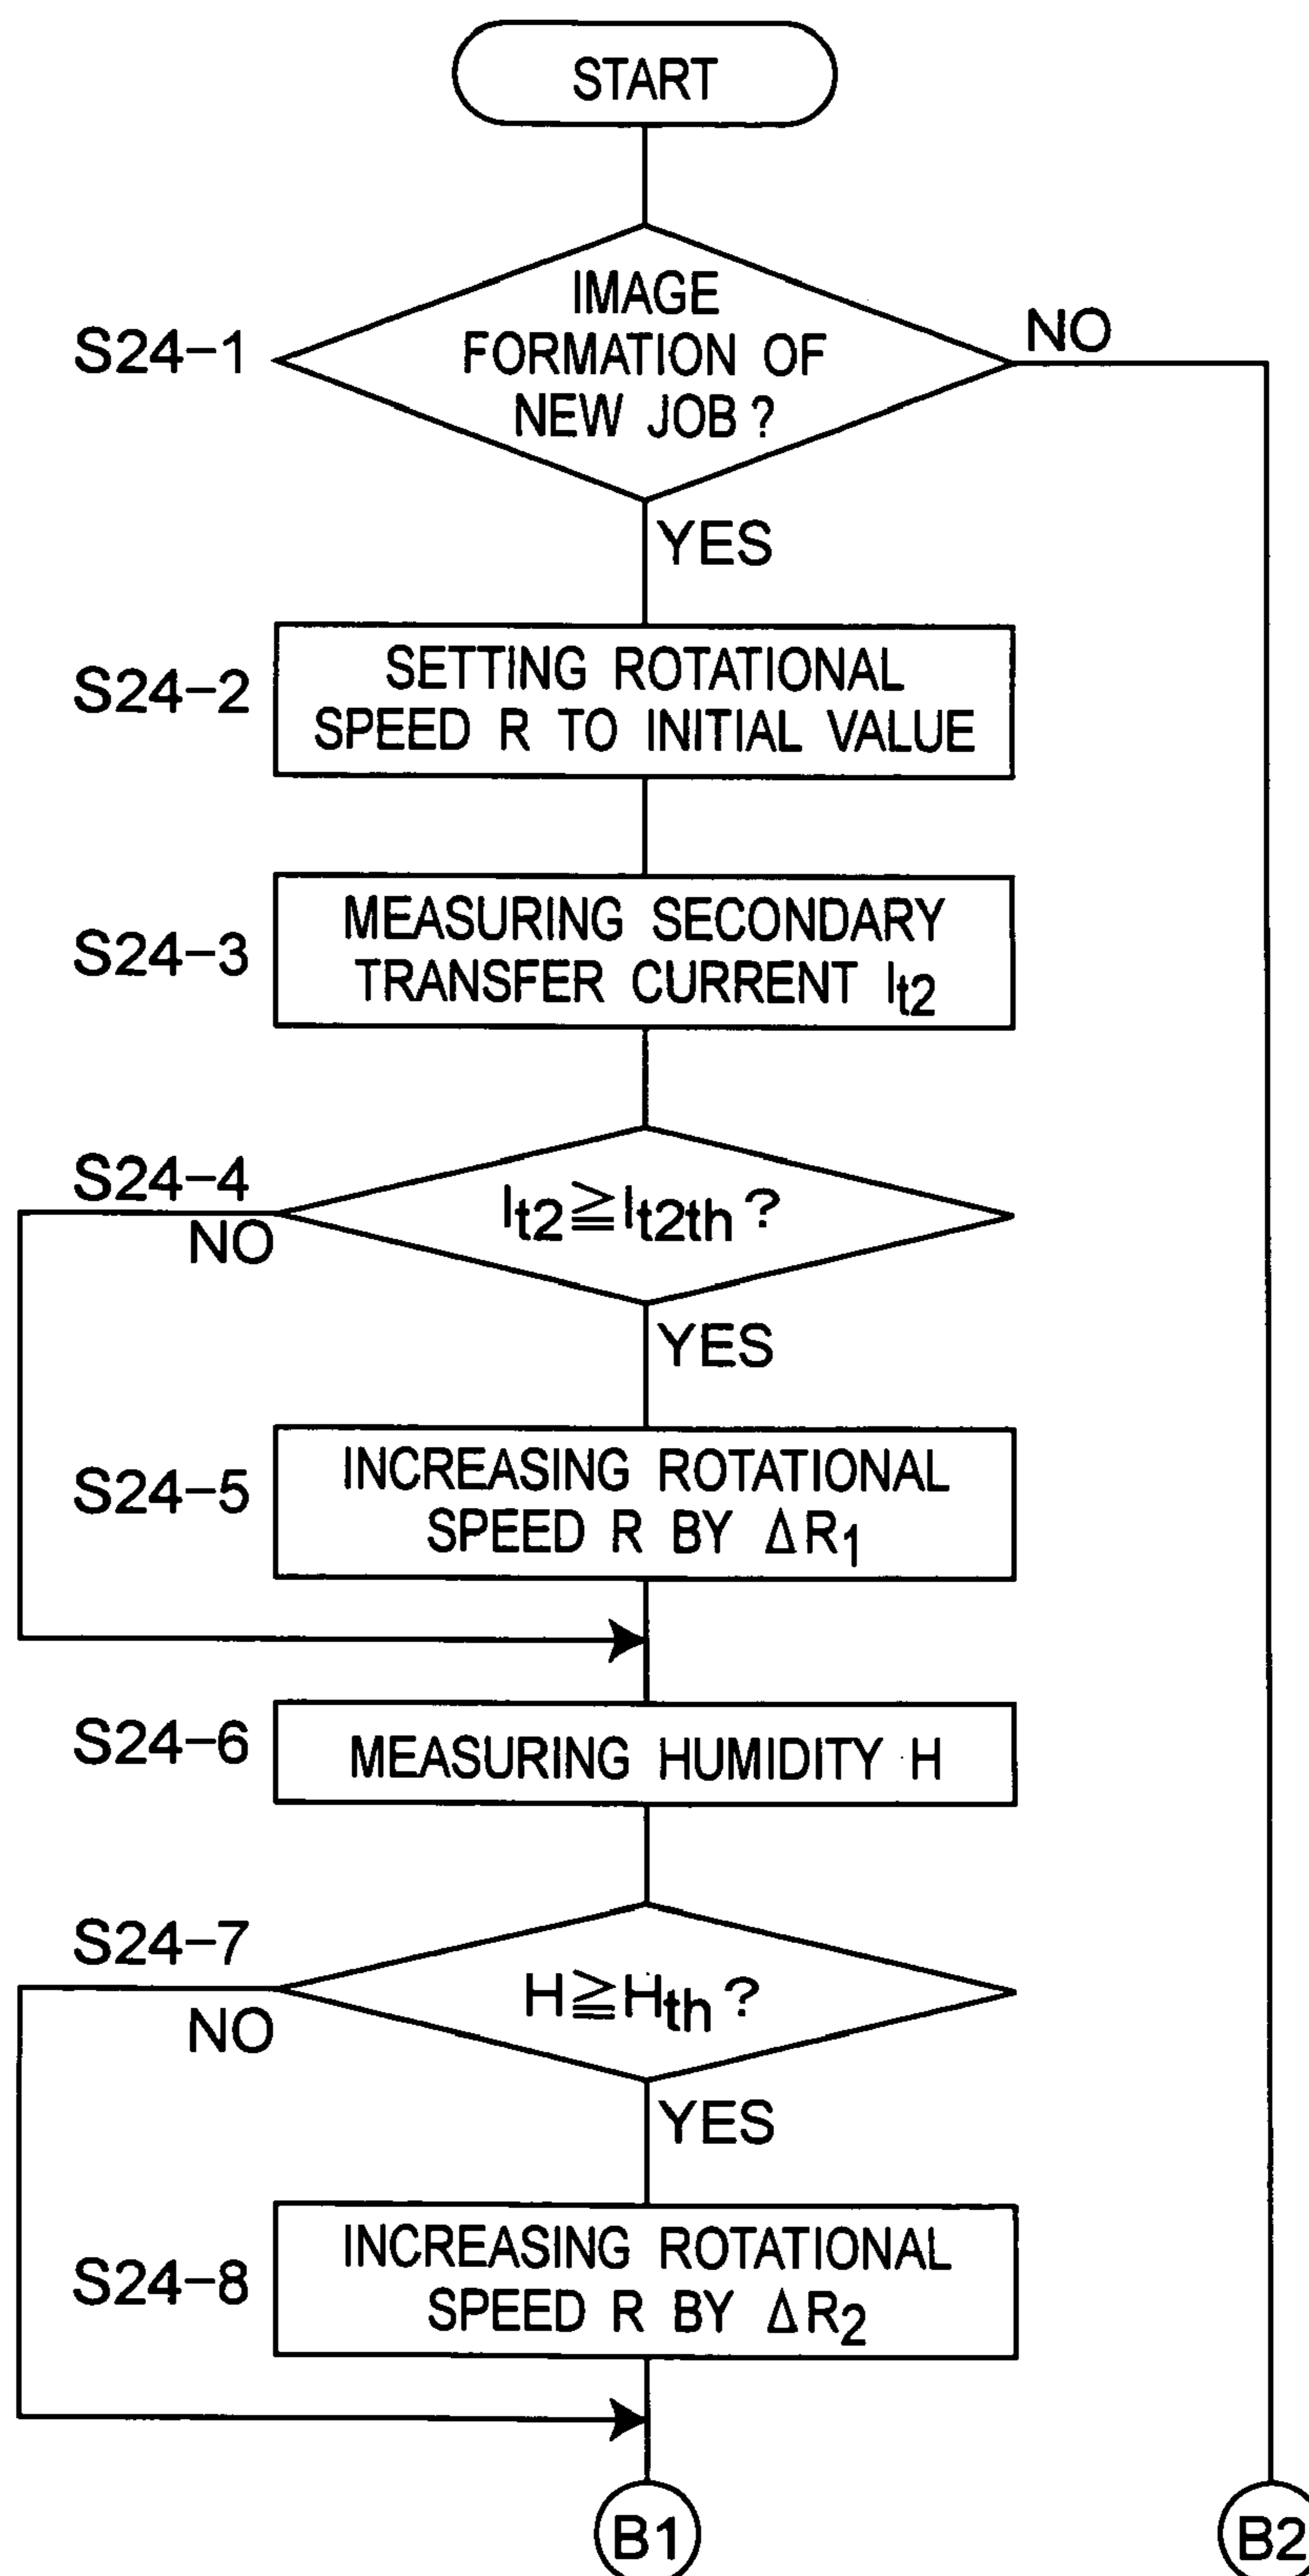 START
S24-1
IMAGE
FORMATION OF
NEW JOB?
NO
YES
S24-2
SETTING ROTATIONAL
SPEED R TO INITIAL VALUE
S24-3
MEASURING SECONDARY
TRANSFER CURRENT It2
S24-4
NO
It2≧It2th?
YES
S24-5
INCREASING ROTATIONAL
SPEED R BY ΔR1
S24-6
MEASURING HUMIDITY H
S24-7
NO
H≧Hth?
YES
S24-8
INCREASING ROTATIONAL
SPEED R BY ΔR2
B1
B2